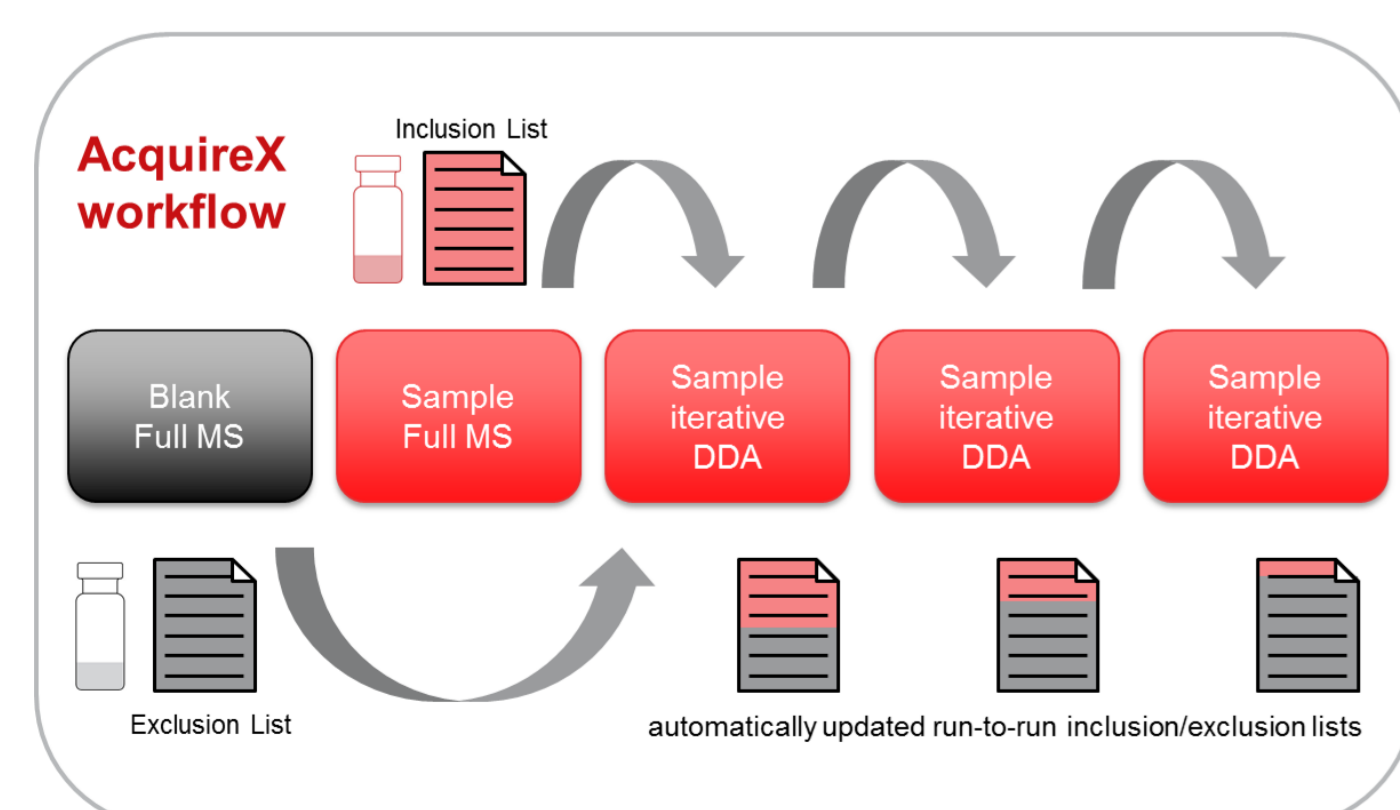 AcquireX
workflow
Inclusion List
Blank
Full MS
Sample
Full MS
Sample
iterative
DDA
Sample
iterative
DDA
Sample
iterative
DDA
Exclusion List
automatically updated run-to-run inclusion/exclusion lists